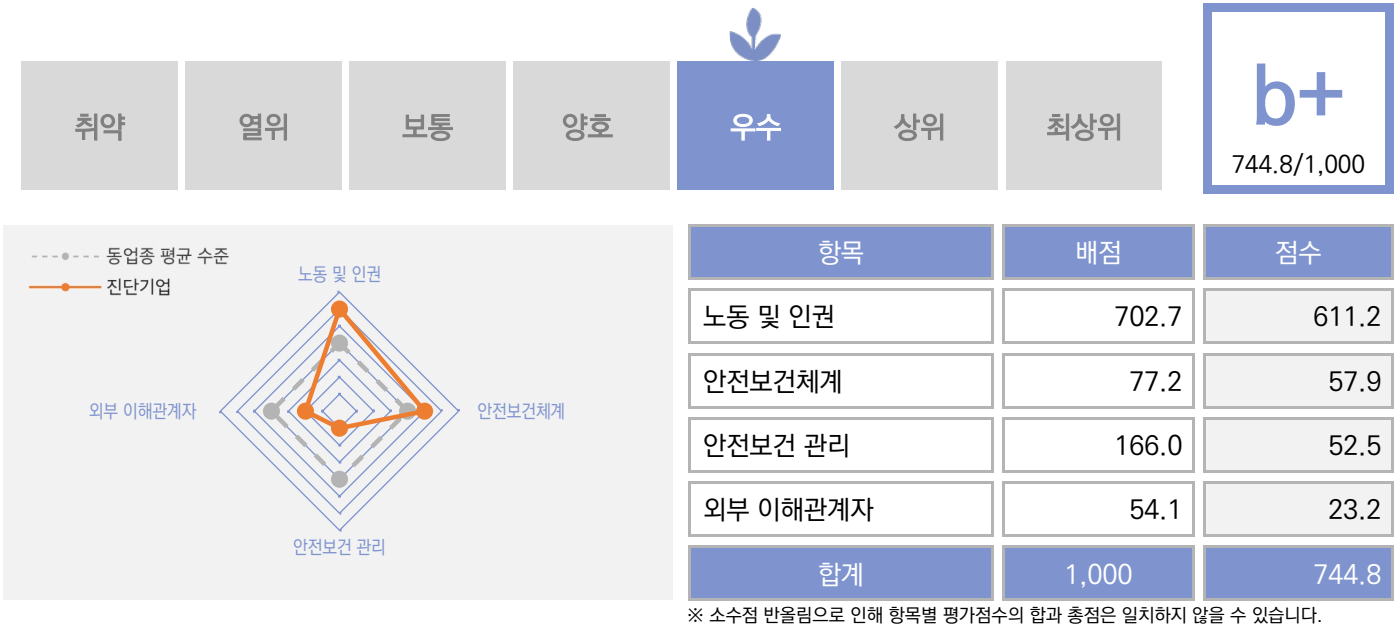 취약
열위
보통
양호
우수
상위
최상위
b+
744.8/1,000
동업종 평균 수준
진단기업
노동 및 인권
외부 이해관계자
안전보건체계
안전보건 관리
항목 배점 점수
노동 및 인권 702.7 611.2
안전보건체계 77.2 57.9
안전보건 관리 166.0 52.5
외부 이해관계자 54.1 23.2
합계 1,000 744.8
※ 소수점 반올림으로 인해 항목별 평가점수의 합과 총점은 일치하지 않을 수 있습니다.